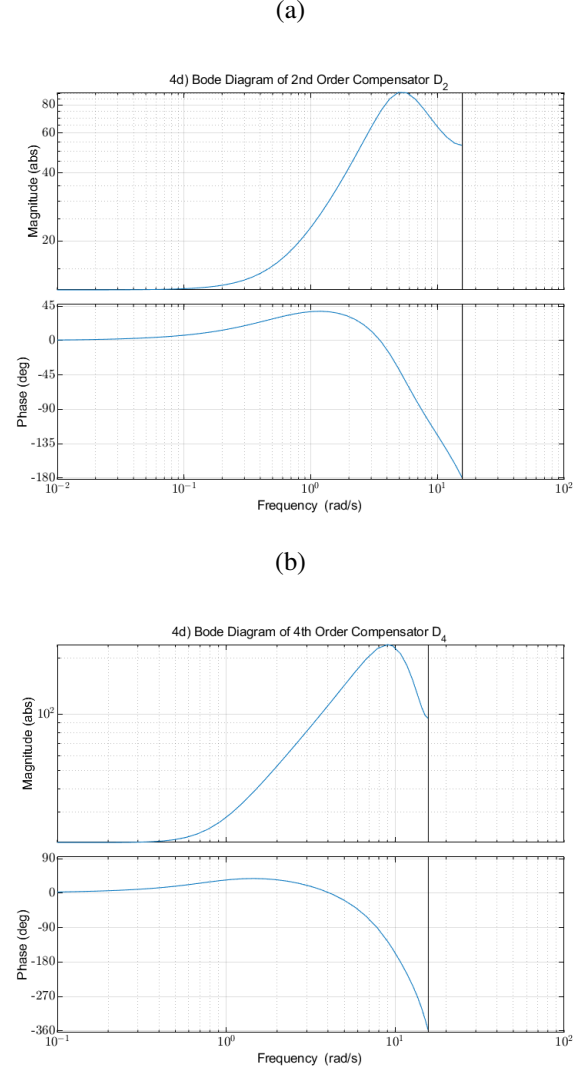 (a)
4d) Bode Diagram of 2nd Order Compensator D₂
Magnitude (abs)
80
60
40
20
Phase (deg)
45
0
-45
-90
-135
-180
10⁻² 10⁻¹ 10⁰ 10¹ 10²
Frequency (rad/s)
(b)
4d) Bode Diagram of 4th Order Compensator D₄
Magnitude (abs)
10²
Phase (deg)
90
0
-90
-180
-270
-360
10⁻¹ 10⁰ 10¹ 10²
Frequency (rad/s)